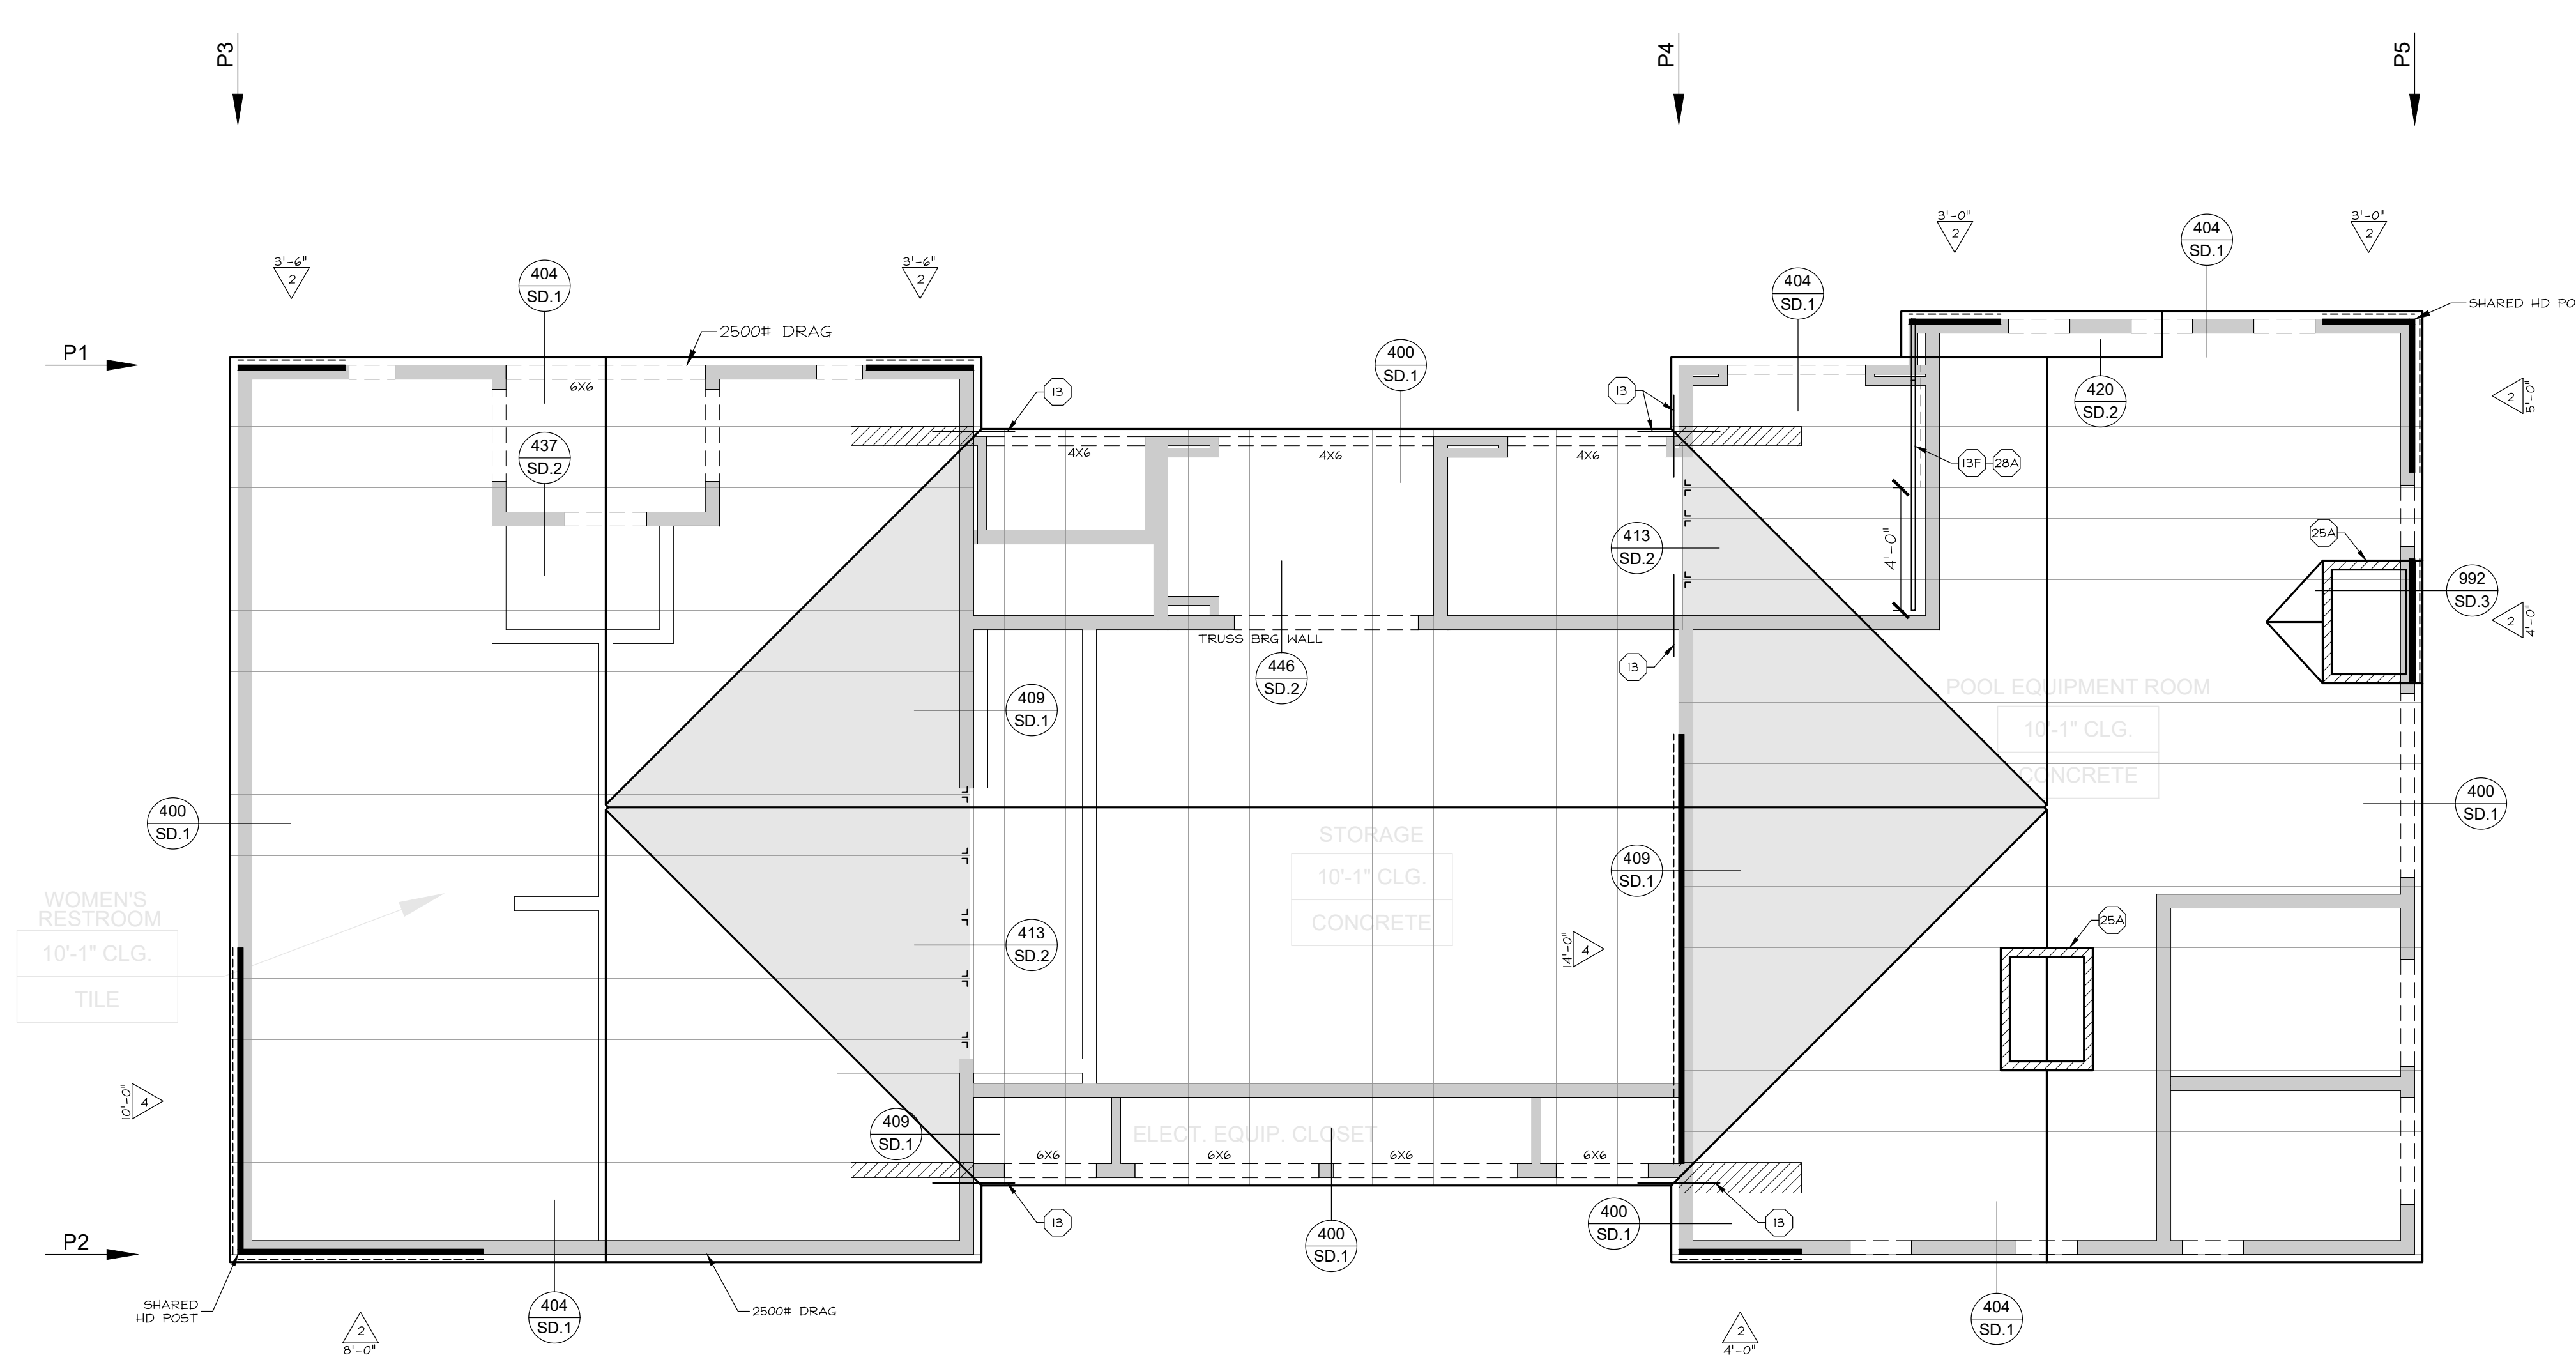 P3
P4
P5
3'-6"
2
404
SD.1
3'-6"
2
404
SD.1
3'-0"
2
404
SD.1
3'-0"
2
SHARED HD PO
P1
2500# DRAG
6X6
13
400
SD.1
13
420
SD.2
2
5'-0"
437
SD.2
4X6
4X6
4X6
13F
28A
413
SD.2
4'-0"
25A
992
SD.3
2
4'-0"
TRUSS BRG WALL
446
SD.2
13
409
SD.1
POOL EQUIPMENT ROOM
10'-1" CLG.
CONCRETE
400
SD.1
400
SD.1
STORAGE
10'-1" CLG.
CONCRETE
409
SD.1
WOMEN'S
RESTROOM
10'-1" CLG.
TILE
413
SD.2
14'-0"
4
25A
10'-0"
4
409
SD.1
ELECT. EQUIP. CLOSET
6X6
6X6
6X6
6X6
P2
13
400
SD.1
400
SD.1
13
SHARED
HD POST
404
SD.1
2500# DRAG
404
SD.1
2
8'-0"
2
4'-0"